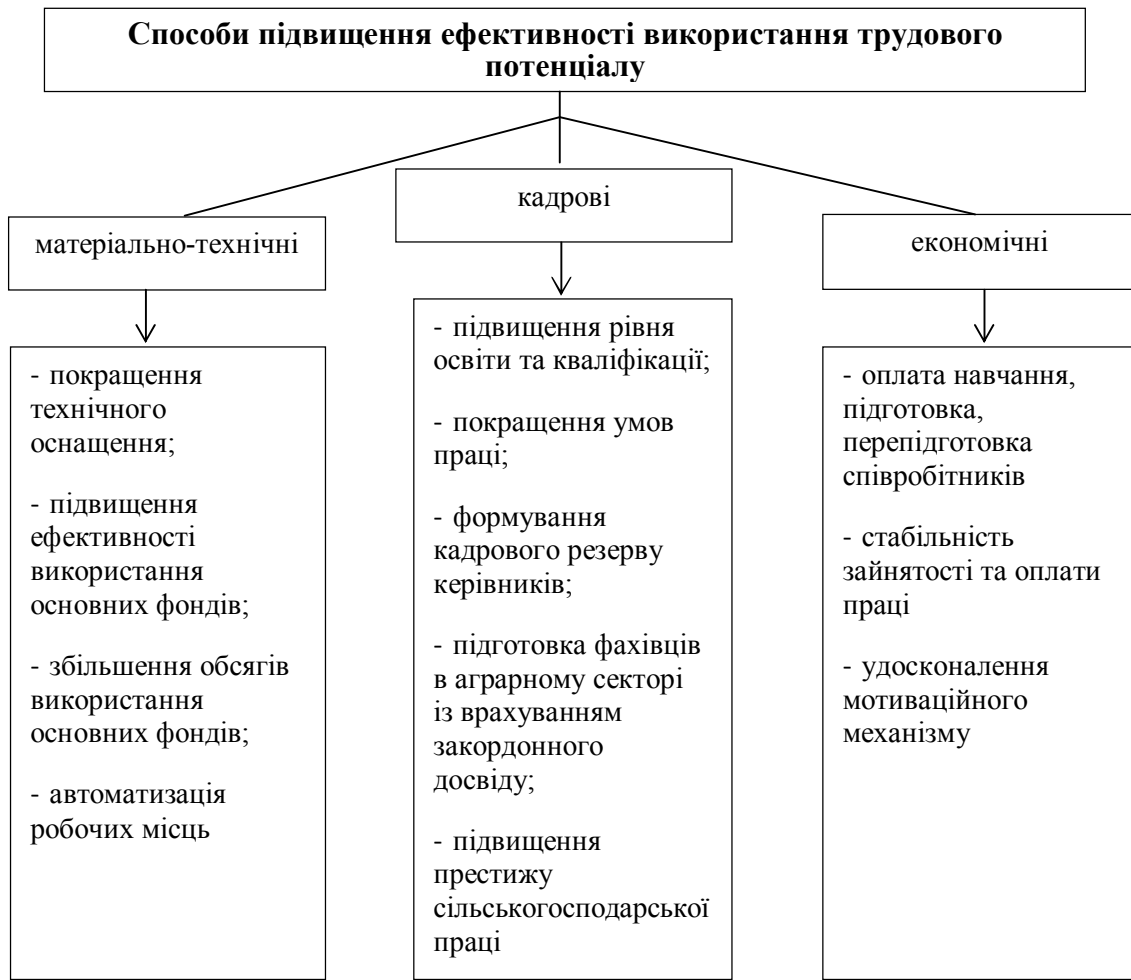 Способи підвищення ефективності використання трудового
потенціалу
матеріально-технічні
- покращення
технічного
оснащення;
- підвищення
ефективності
використання
основних фондів;
- збільшення обсягів
використання
основних фондів;
- автоматизація
робочих місць
кадрові
- підвищення рівня
освіти та кваліфікації;
- покращення умов
праці;
- формування
кадрового резерву
керівників;
- підготовка фахівців
в аграрному секторі
із врахуванням
закордонного
досвіду;
- підвищення
престижу
сільськогосподарської
праці
економічні
- оплата навчання,
підготовка,
перепідготовка
співробітників
- стабільність
зайнятості та оплати
праці
- удосконалення
мотиваційного
механізму